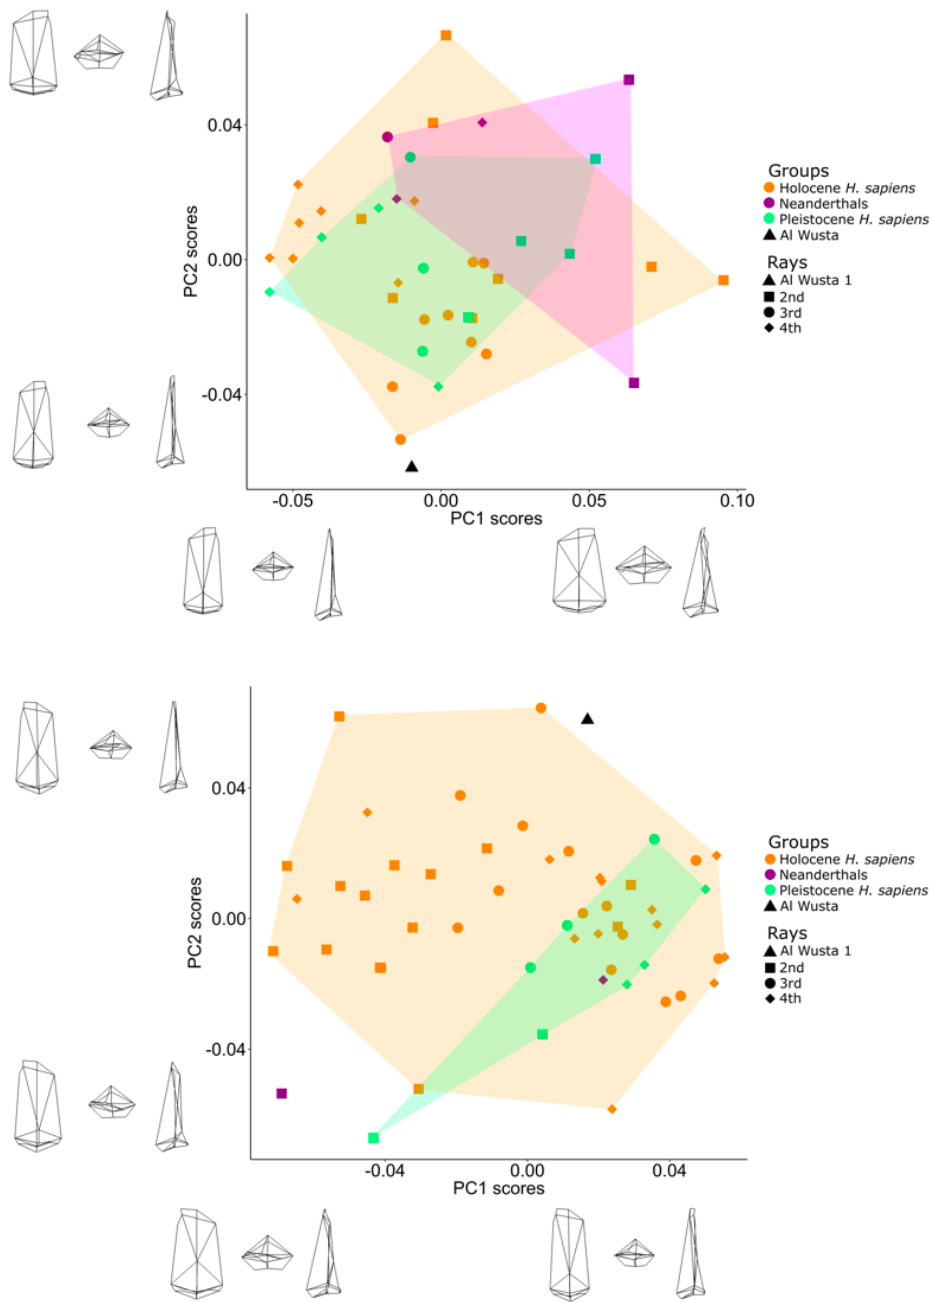 0.04
0.00
-0.04
PC2 scores
-0.05
0.00
0.05
0.10
PC1 scores
Groups
Holocene H. sapiens
Neanderthals
Pleistocene H. sapiens
Al Wusta
Rays
Al Wusta 1
2nd
3rd
4th
0.04
0.00
-0.04
PC2 scores
-0.04
0.00
0.04
PC1 scores
Groups
Holocene H. sapiens
Neanderthals
Pleistocene H. sapiens
Al Wusta
Rays
Al Wusta 1
2nd
3rd
4th